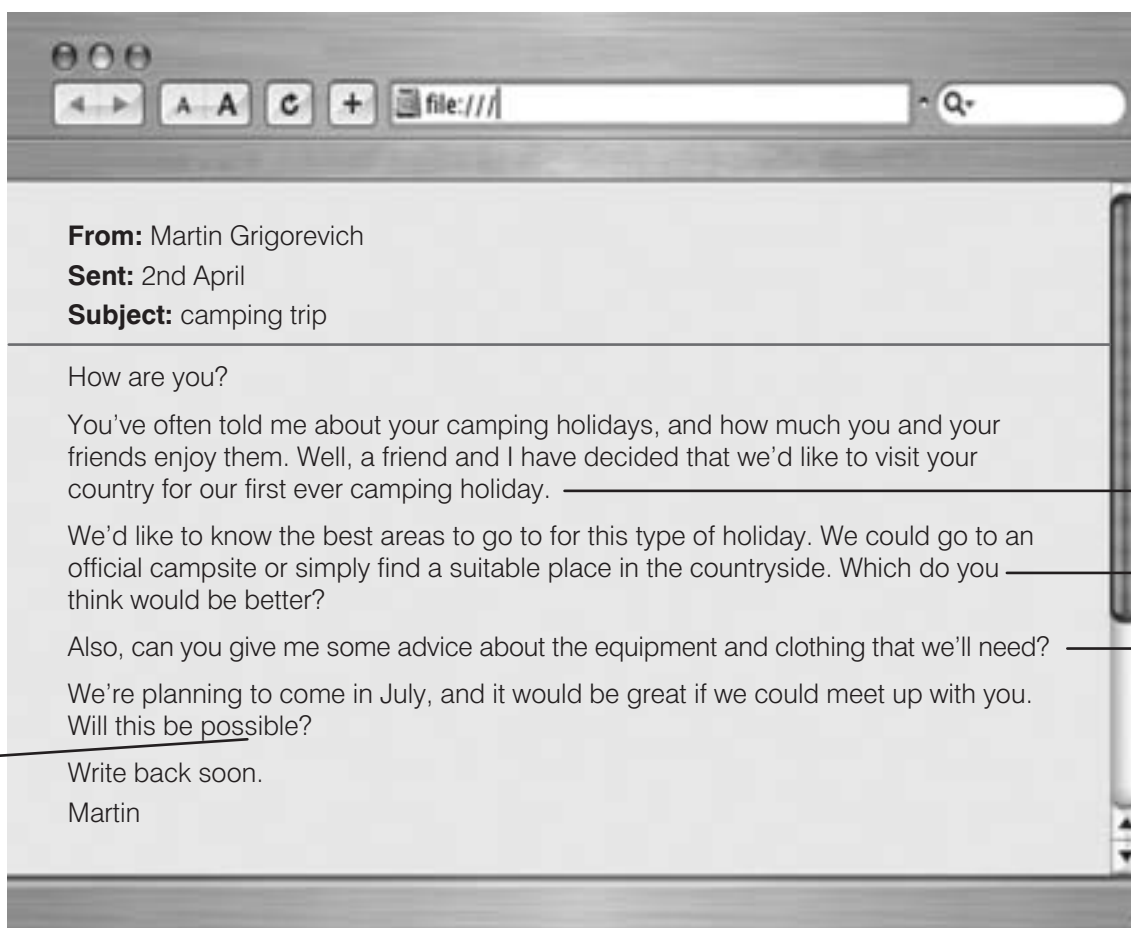 A A C + file:/// Q
From: Martin Grigorevich
Sent: 2nd April
Subject: camping trip
How are you?
You've often told me about your camping holidays, and how much you and your
friends enjoy them. Well, a friend and I have decided that we'd like to visit your
country for our first ever camping holiday.
We'd like to know the best areas to go to for this type of holiday. We could go to an
official campsite or simply find a suitable place in the countryside. Which do you
think would be better?
Also, can you give me some advice about the equipment and clothing that we'll need?
We're planning to come in July, and it would be great if we could meet up with you.
Will this be possible?
Write back soon.
Martin